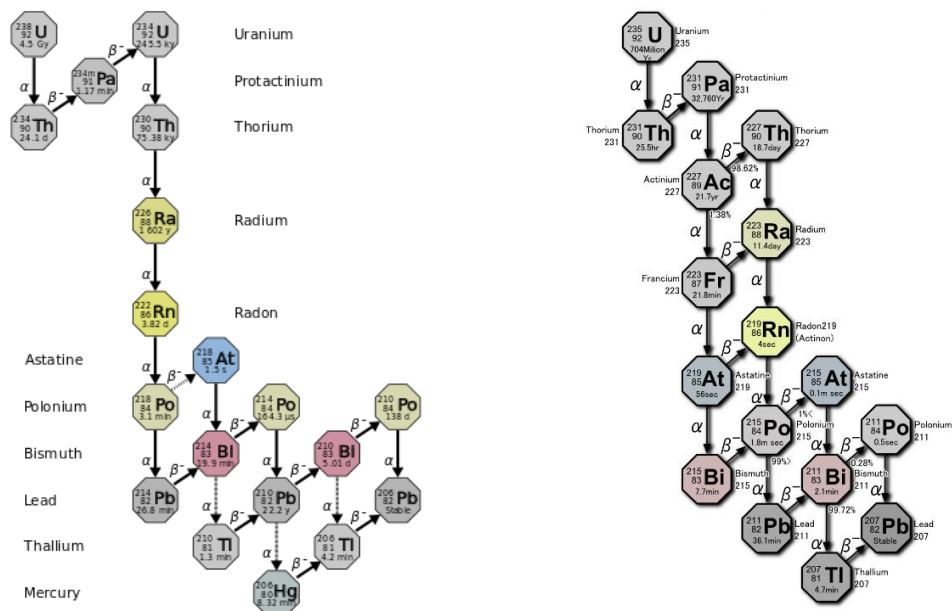 238
92 U
4.5 Gy
234
92 U
245.5 ky
Uranium
β⁻
234m
91 Pa
1.17 min
Protactinium
α
β⁻
α
234
90 Th
24.1 d
230
90 Th
75.38 ky
Thorium
α
226
88 Ra
1 602 y
Radium
α
222
86 Rn
3.82 d
Radon
α
Astatine
218
85 At
1.5 s
β⁻
Polonium
218
84 Po
3.1 min
214
84 Po
164.3 µs
210
84 Po
138 d
α
α
β⁻
α
β⁻
α
Bismuth
214
83 BI
19.9 min
210
83 BI
5.01 d
β⁻
β⁻
Lead
214
82 Pb
26.8 min
210
82 Pb
22.2 y
206
82 Pb
Stable
α
β⁻
α
β⁻
Thallium
210
81 Tl
1.3 min
206
81 Tl
4.2 min
α
β⁻
Mercury
206
80 Hg
8.32 min
235
92 U
704Milion
Yr
Uranium
235
α
231
91 Pa
32,760Yr
Protactinium
231
β⁻
Thorium
231
231
90 Th
25.5hr
α
227
90 Th
18.7day
Thorium
227
β⁻
98.62%
Actinium
227
227
89 Ac
21.7yr
1.38%
α
α
223
88 Ra
11.4day
Radium
223
β⁻
Francium
223
223
87 Fr
21.8min
α
α
219
86 Rn
4sec
Radon219
(Actinon)
β⁻
219
85 At
56sec
Astatine
219
α
215
85 At
0.1m sec
Astatine
215
β⁻
1%<
α
215
84 Po
1.8m sec
Polonium
215
99%>
α
211
84 Po
0.5sec
Polonium
211
β⁻
β⁻
0.28%
215
83 Bi
7.7min
Bismuth
215
α
211
83 Bi
2.1min
Bismuth
211
99.72%
α
β⁻
211
82 Pb
36.1min
Lead
211
α
207
82 Pb
Stable
Lead
207
β⁻
207
81 Tl
4.7min
Thallium
207